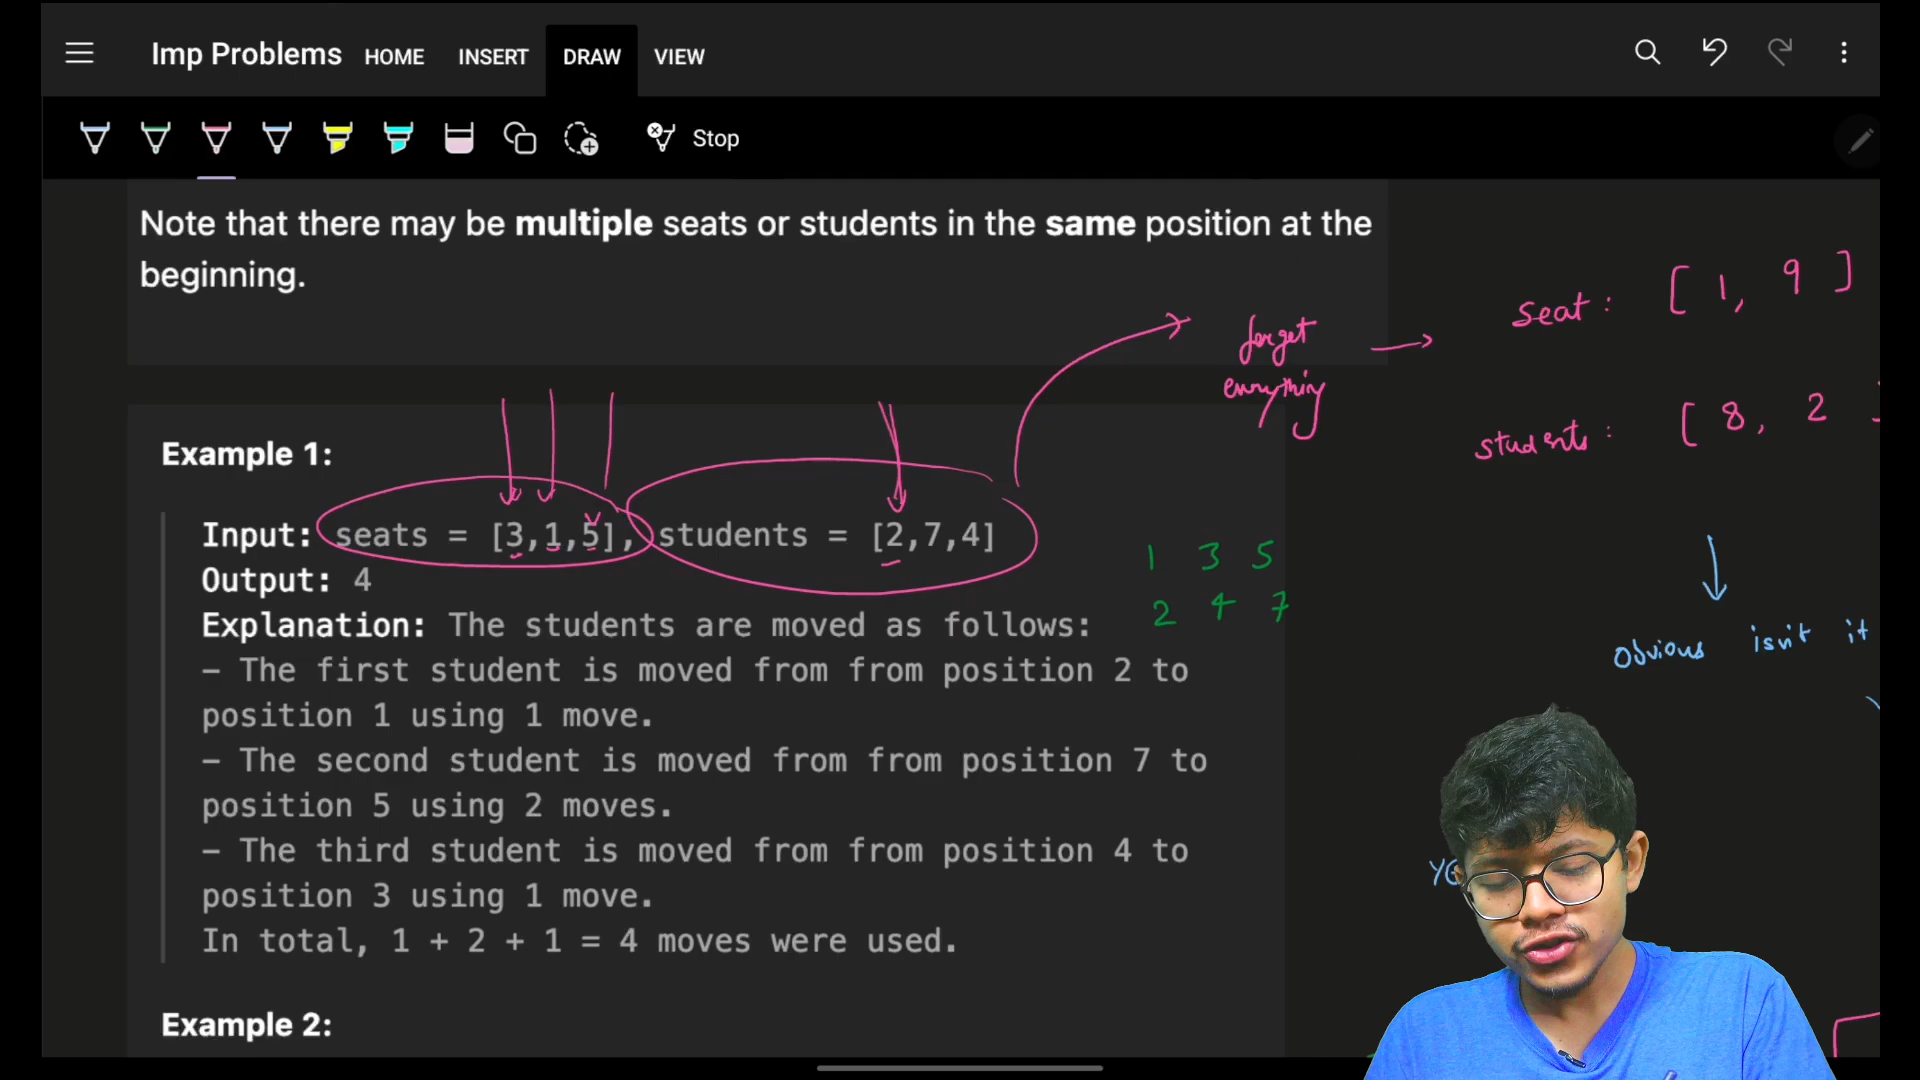 Imp Problems HOME INSERT DRAW VIEW
Stop
Note that there may be multiple seats or students in the same position at the
beginning.
seat : [ 1, 9 ]
forget
everything
students : [ 8, 2
Example 1:
Input: seats = [3,1,5], students = [2,7,4]
1 3 5
Output: 4
2 4 7
Explanation: The students are moved as follows:
obvious isn't it
– The first student is moved from from position 2 to
position 1 using 1 move.
– The second student is moved from from position 7 to
position 5 using 2 moves.
– The third student is moved from from position 4 to
position 3 using 1 move.
In total, 1 + 2 + 1 = 4 moves were used.
Example 2: